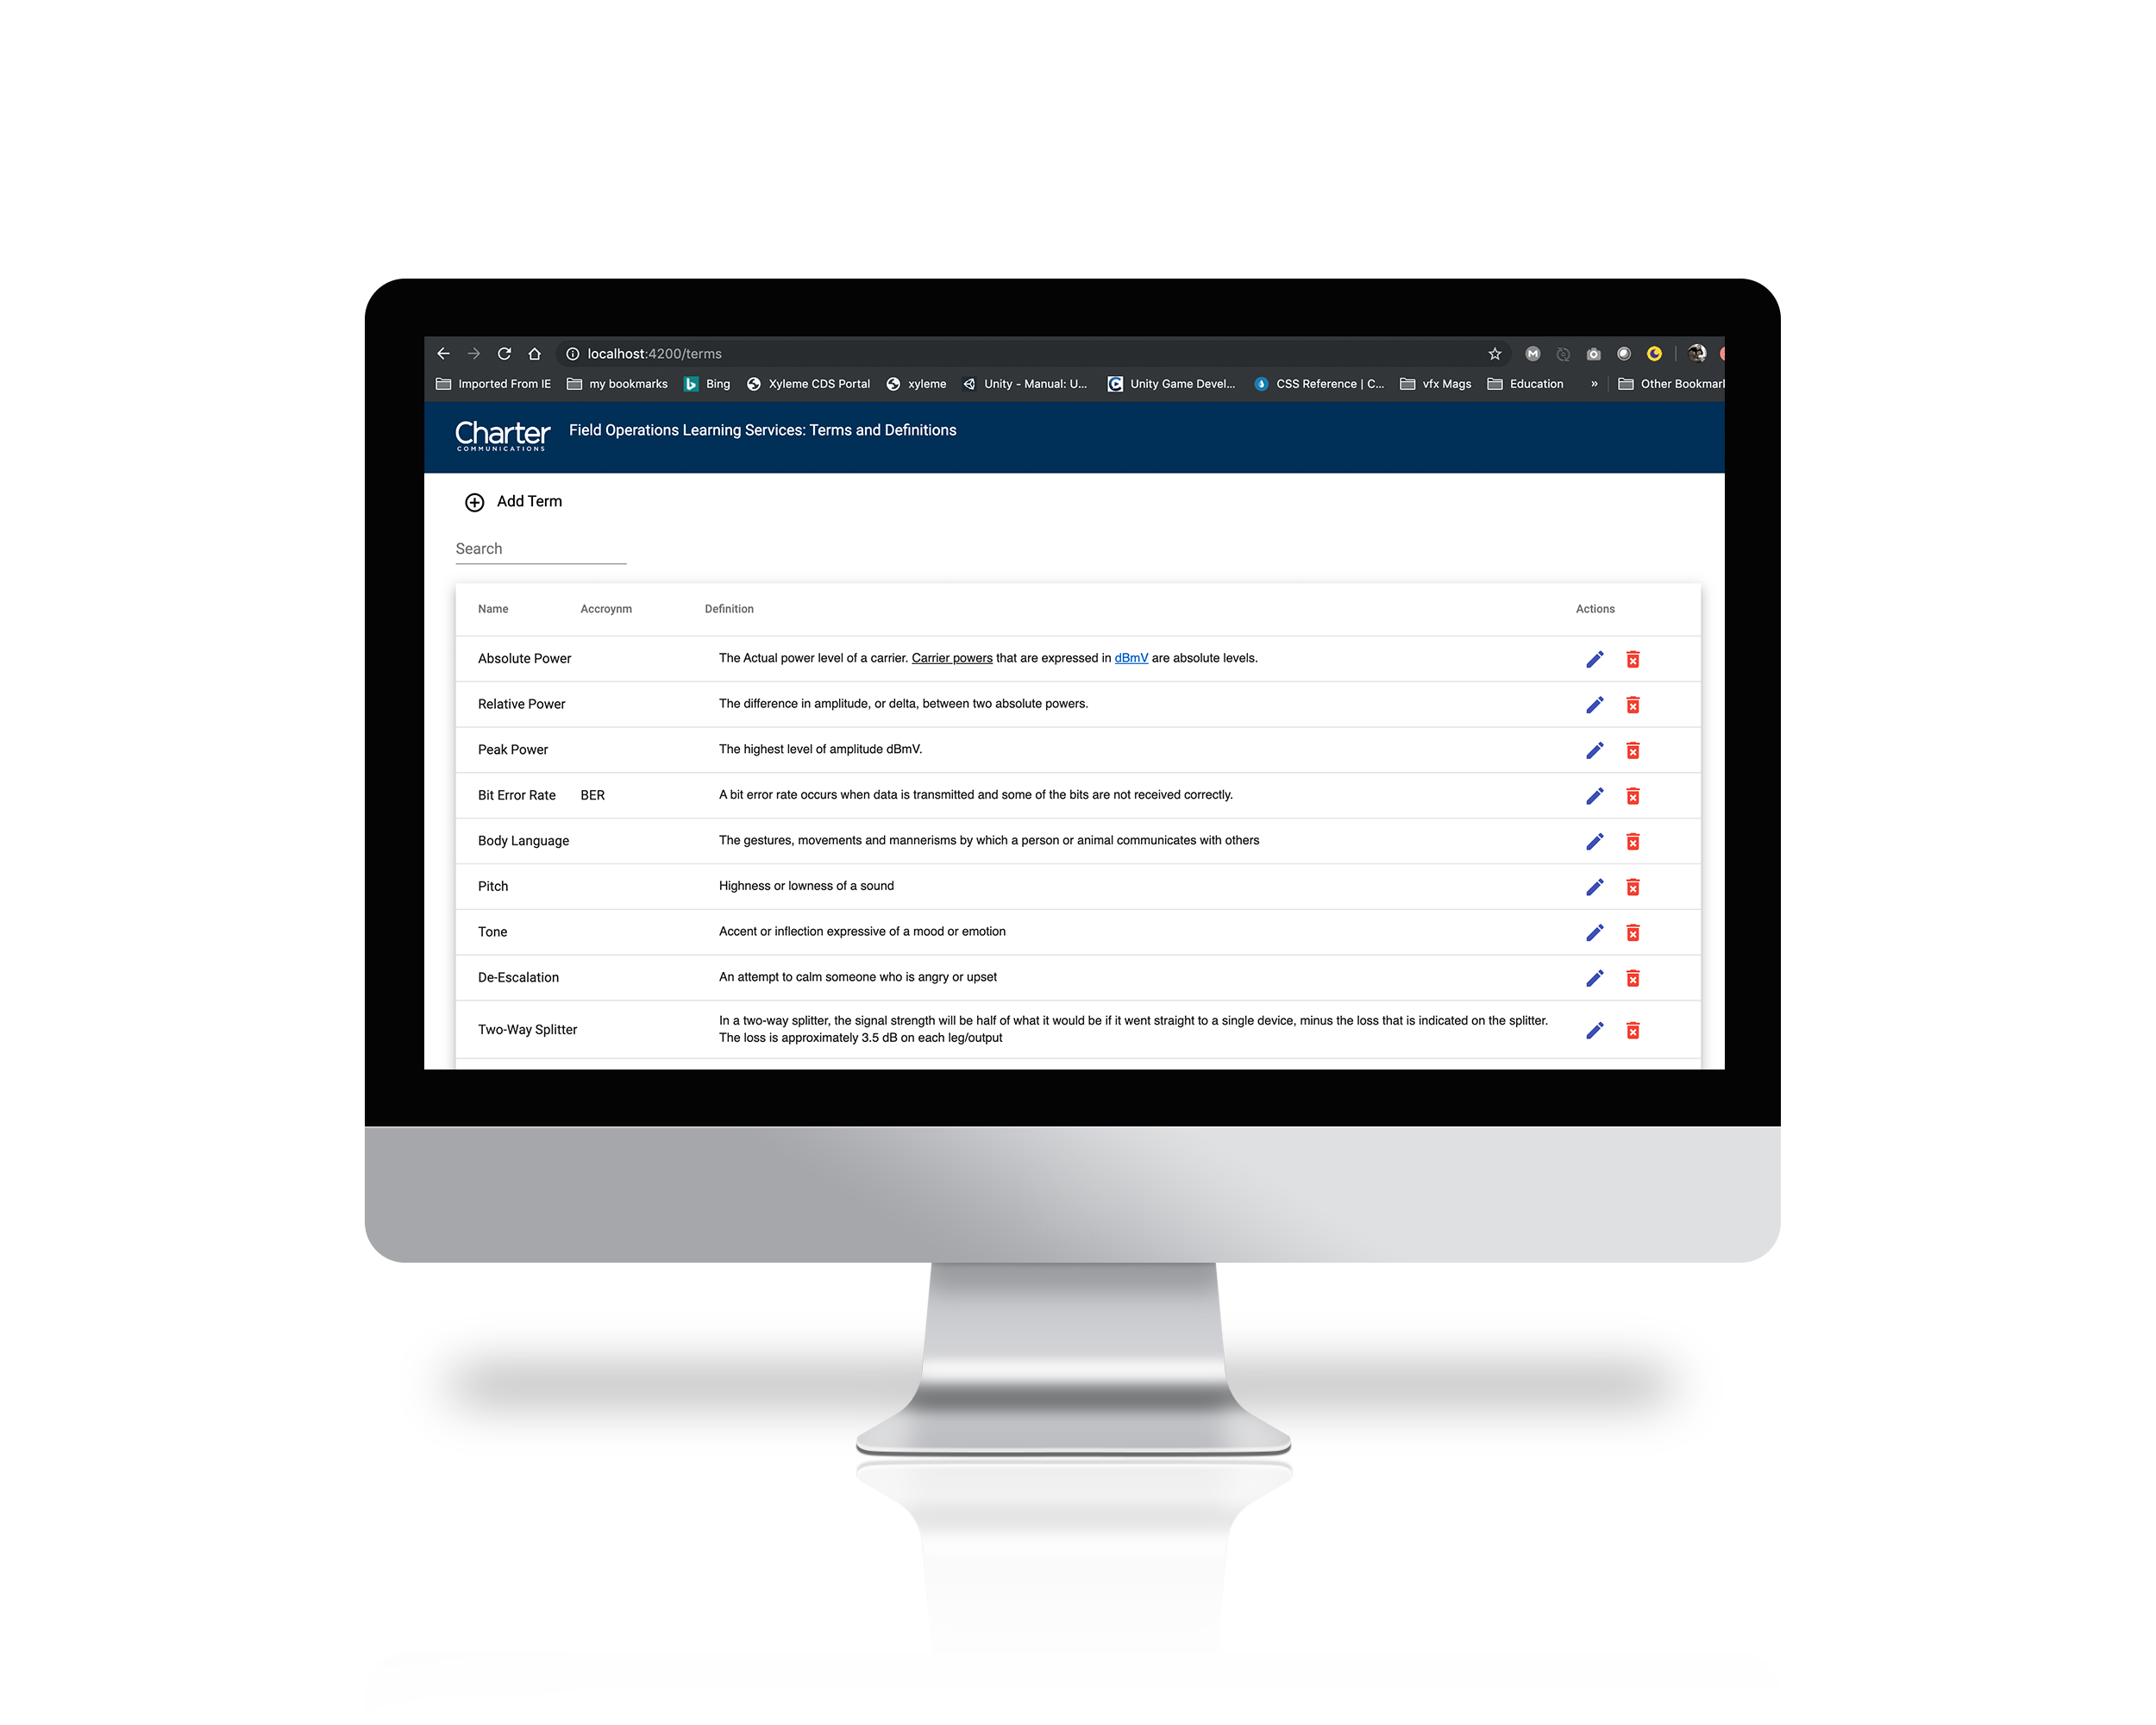 localhost:4200/terms
Imported From IE my bookmarks Bing Xyleme CDS Portal xyleme Unity - Manual: U... Unity Game Devel... CSS Reference | C... vfx Mags Education » Other Bookmarl
Charter
COMMUNICATIONS
Field Operations Learning Services: Terms and Definitions
Add Term
Search
Name Accroynm Definition Actions
Absolute Power The Actual power level of a carrier. Carrier powers that are expressed in dBmV are absolute levels.
Relative Power The difference in amplitude, or delta, between two absolute powers.
Peak Power The highest level of amplitude dBmV.
Bit Error Rate BER A bit error rate occurs when data is transmitted and some of the bits are not received correctly.
Body Language The gestures, movements and mannerisms by which a person or animal communicates with others
Pitch Highness or lowness of a sound
Tone Accent or inflection expressive of a mood or emotion
De-Escalation An attempt to calm someone who is angry or upset
Two-Way Splitter In a two-way splitter, the signal strength will be half of what it would be if it went straight to a single device, minus the loss that is indicated on the splitter.
The loss is approximately 3.5 dB on each leg/output